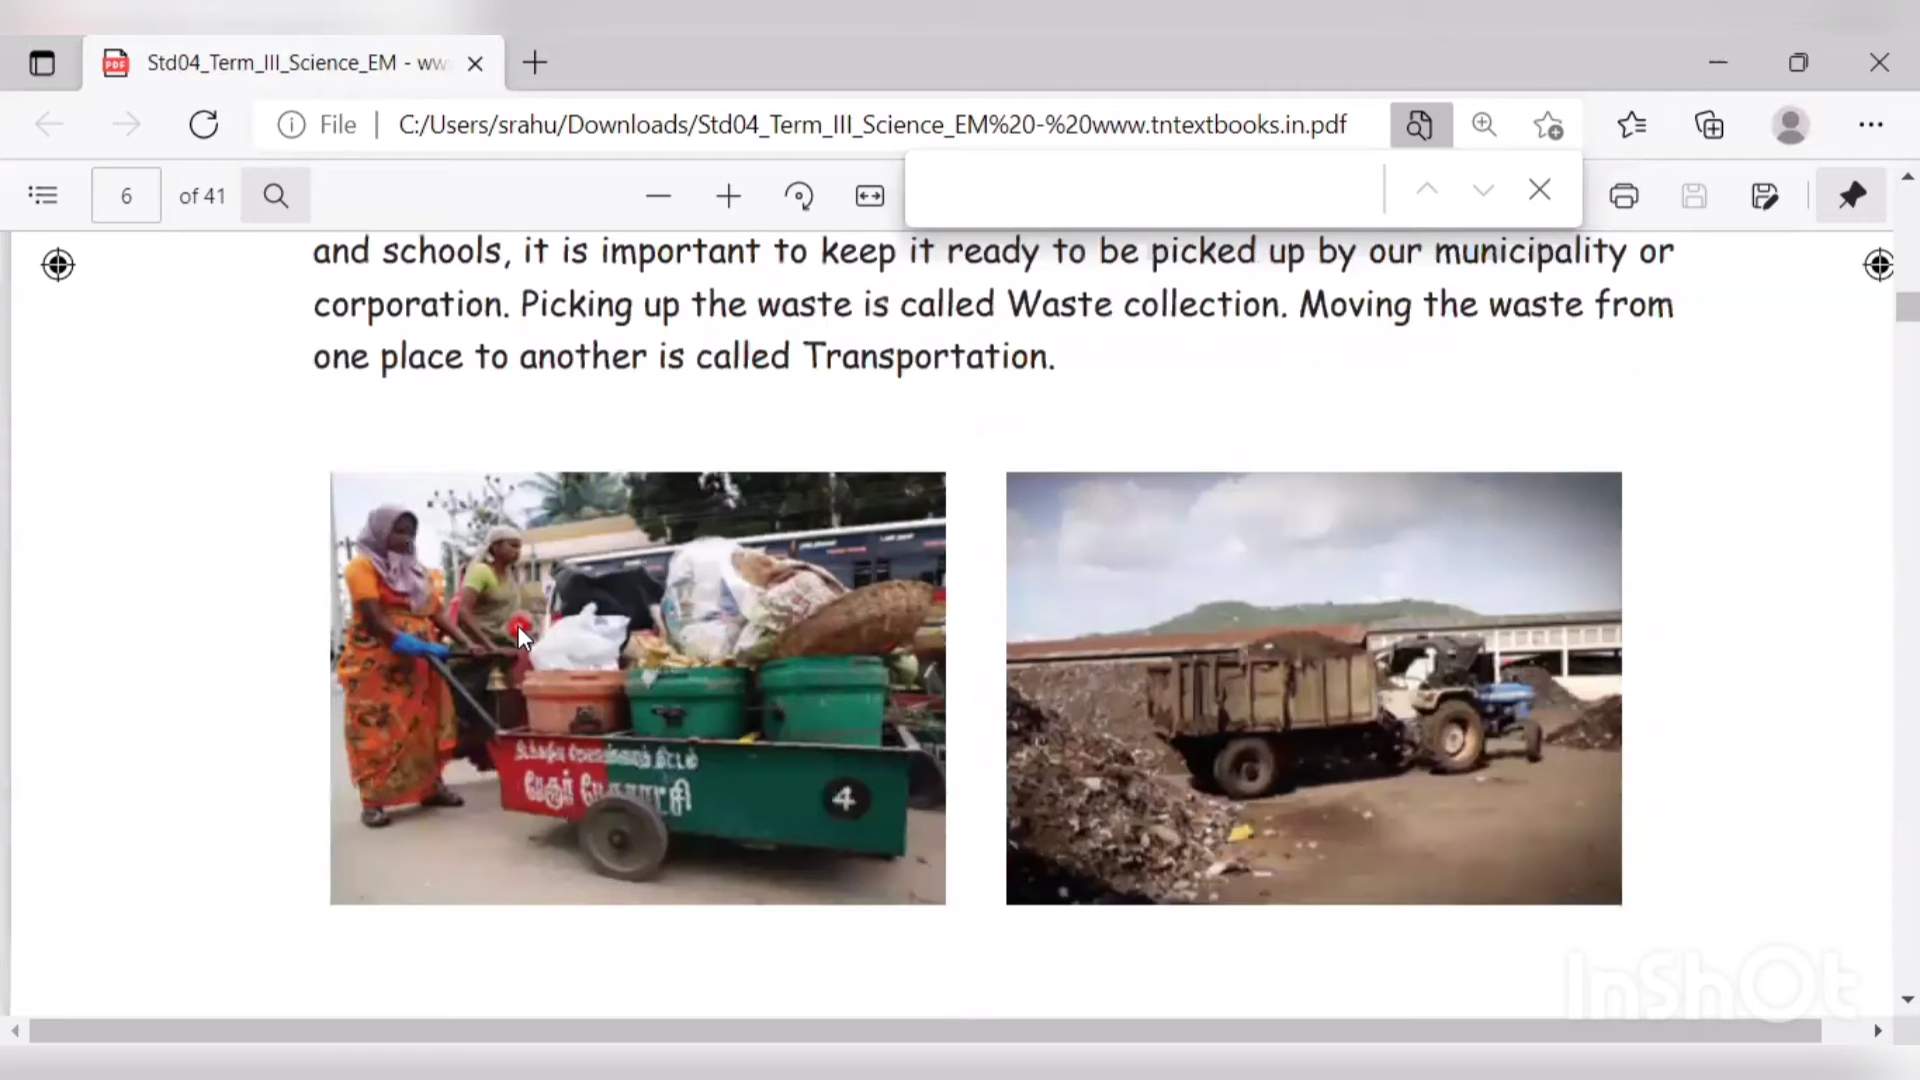 Std04_Term_III_Science_EM - ww
File
C:/Users/srahu/Downloads/Std04_Term_III_Science_EM%20-%20www.tntextbooks.in.pdf
6 of 41
and schools, it is important to keep it ready to be picked up by our municipality or
corporation. Picking up the waste is called Waste collection. Moving the waste from
one place to another is called Transportation.
திட்டம்
பேரூர்
4
InShOt